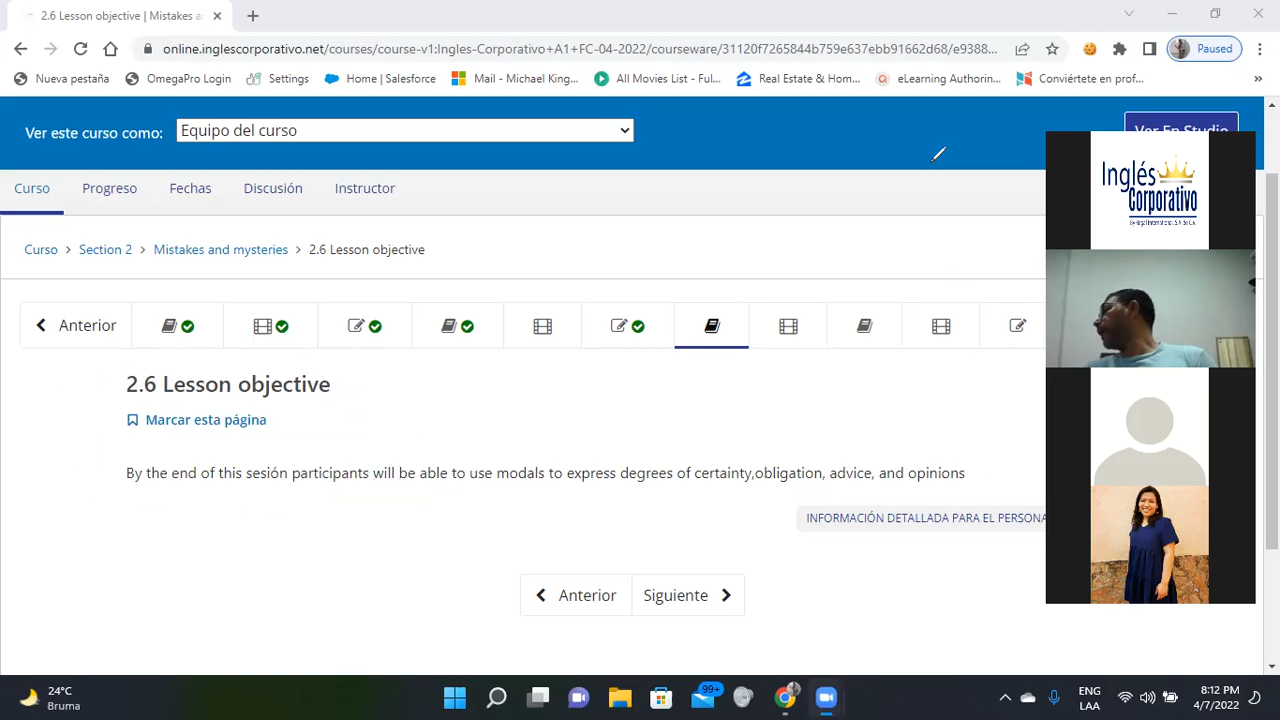 2.6 Lesson objective | Mistakes a
online.inglescorporativo.net/courses/course-v1:Ingles-Corporativo+A1+FC-04-2022/courseware/31120f7265844b759e637ebb91662d68/e9388...
Paused
Nueva pestaña
OmegaPro Login
Settings
Home | Salesforce
Mail - Michael King...
All Movies List - Ful...
Real Estate & Hom...
eLearning Authorin...
Conviértete en prof...
»
Ver este curso como:
Equipo del curso
Ver En Studio
Curso
Progreso
Fechas
Discusión
Instructor
Inglés
Corporativo
Curso > Section 2 > Mistakes and mysteries > 2.6 Lesson objective
Anterior
2.6 Lesson objective
Marcar esta página
By the end of this sesión participants will be able to use modals to express degrees of certainty,obligation, advice, and opinions
INFORMACIÓN DETALLADA PARA EL PERSONA
Anterior
Siguiente
24°C
Bruma
99+
ENG
LAA
8:12 PM
4/7/2022